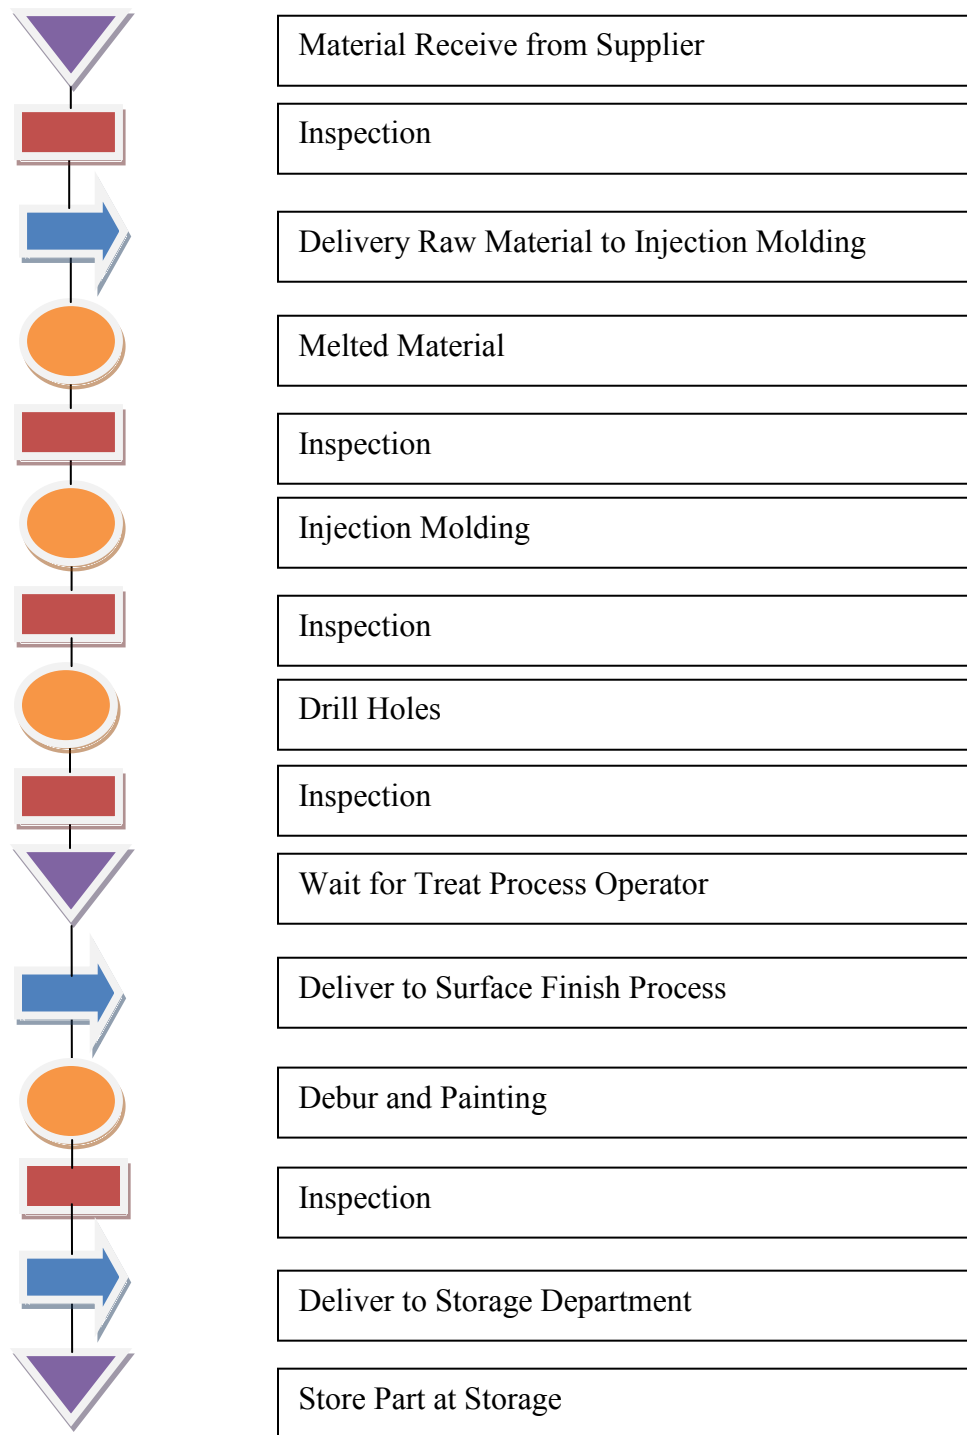 Material Receive from Supplier
Inspection
Delivery Raw Material to Injection Molding
Melted Material
Inspection
Injection Molding
Inspection
Drill Holes
Inspection
Wait for Treat Process Operator
Deliver to Surface Finish Process
Debur and Painting
Inspection
Deliver to Storage Department
Store Part at Storage